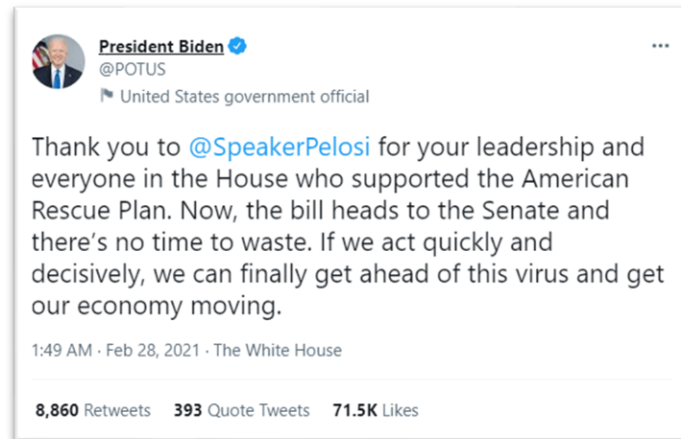 President Biden
@POTUS
United States government official
Thank you to @SpeakerPelosi for your leadership and
everyone in the House who supported the American
Rescue Plan. Now, the bill heads to the Senate and
there's no time to waste. If we act quickly and
decisively, we can finally get ahead of this virus and get
our economy moving.
1:49 AM · Feb 28, 2021 · The White House
8,860 Retweets 393 Quote Tweets 71.5K Likes